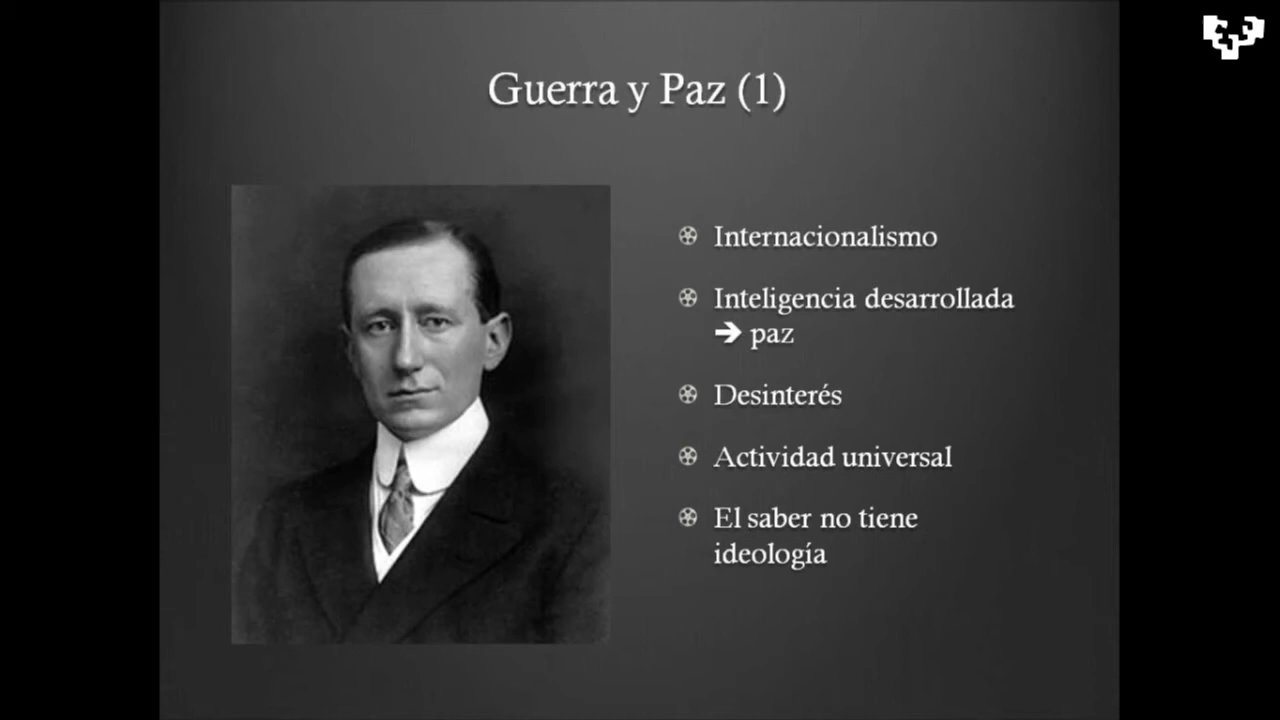 Guerra y Paz (1)
Internacionalismo
Inteligencia desarrollada
➔ paz
Desinterés
Actividad universal
El saber no tiene
ideología